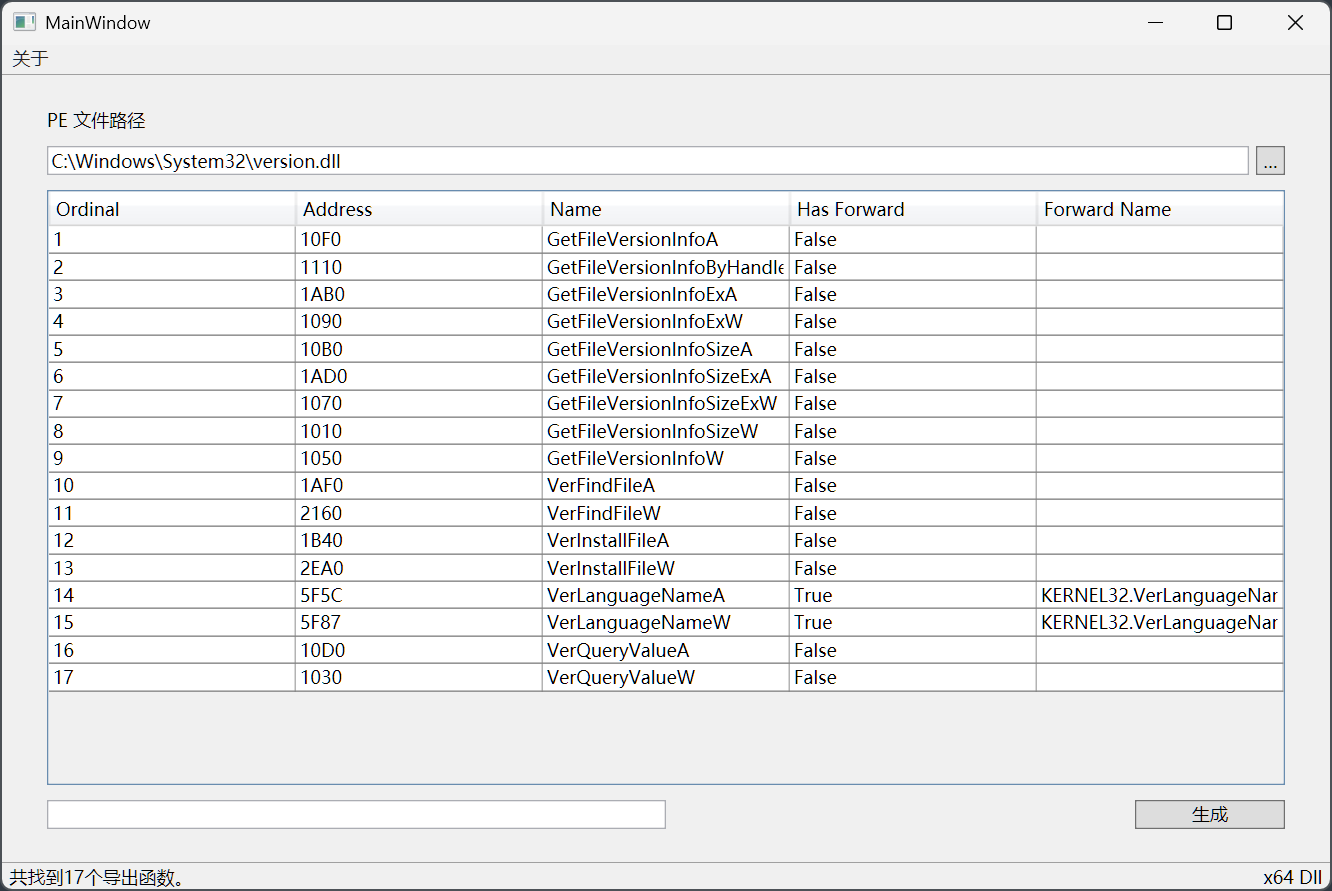 MainWindow
关于
PE 文件路径
C:\Windows\System32\version.dll ...
Ordinal Address Name Has Forward Forward Name
1 10F0 GetFileVersionInfoA False
2 1110 GetFileVersionInfoByHandle False
3 1AB0 GetFileVersionInfoExA False
4 1090 GetFileVersionInfoExW False
5 10B0 GetFileVersionInfoSizeA False
6 1AD0 GetFileVersionInfoSizeExA False
7 1070 GetFileVersionInfoSizeExW False
8 1010 GetFileVersionInfoSizeW False
9 1050 GetFileVersionInfoW False
10 1AF0 VerFindFileA False
11 2160 VerFindFileW False
12 1B40 VerInstallFileA False
13 2EA0 VerInstallFileW False
14 5F5C VerLanguageNameA True KERNEL32.VerLanguageNar
15 5F87 VerLanguageNameW True KERNEL32.VerLanguageNar
16 10D0 VerQueryValueA False
17 1030 VerQueryValueW False
生成
共找到17个导出函数。 x64 Dll